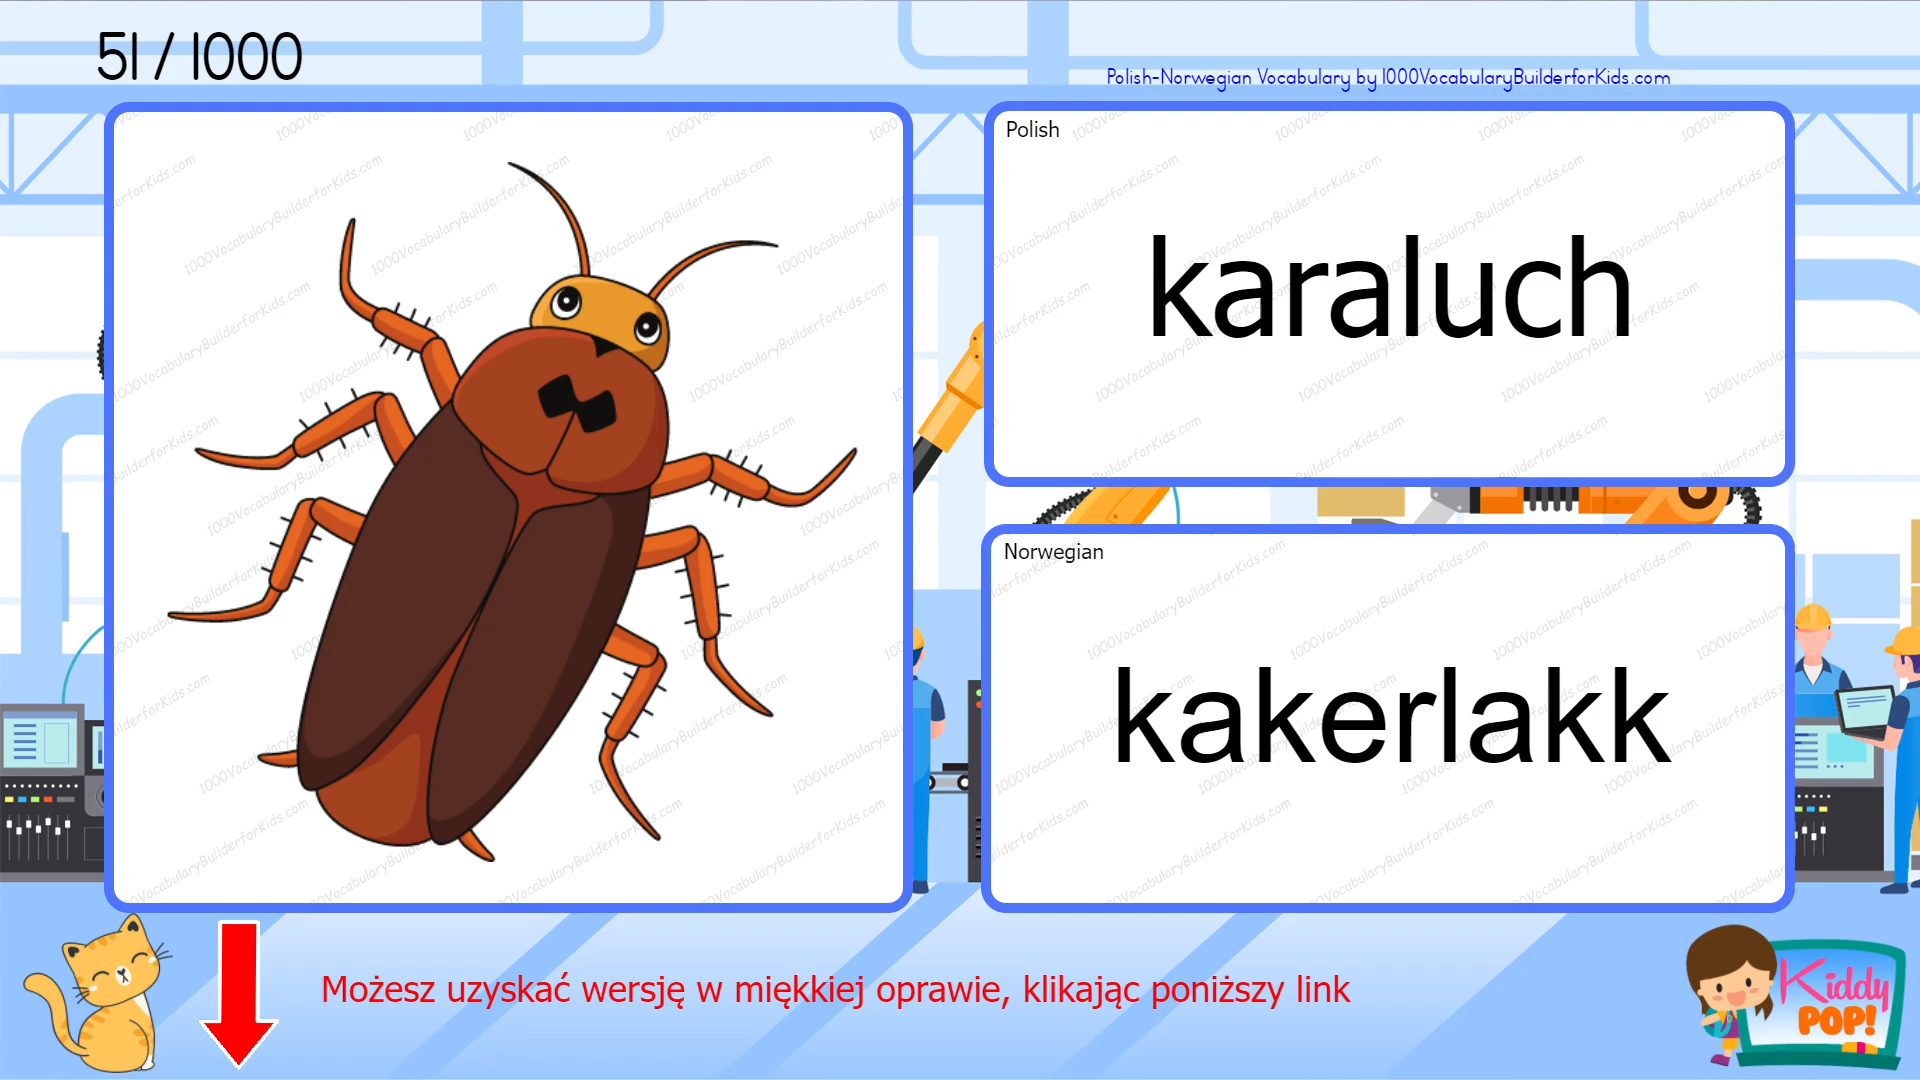 51 / 1000
Polish-Norwegian Vocabulary by 1000VocabularyBuilderforKids.com
Polish
karaluch
Norwegian
kakerlakk
Możesz uzyskać wersję w miękkiej oprawie, klikając poniższy link
Kiddy
POP!